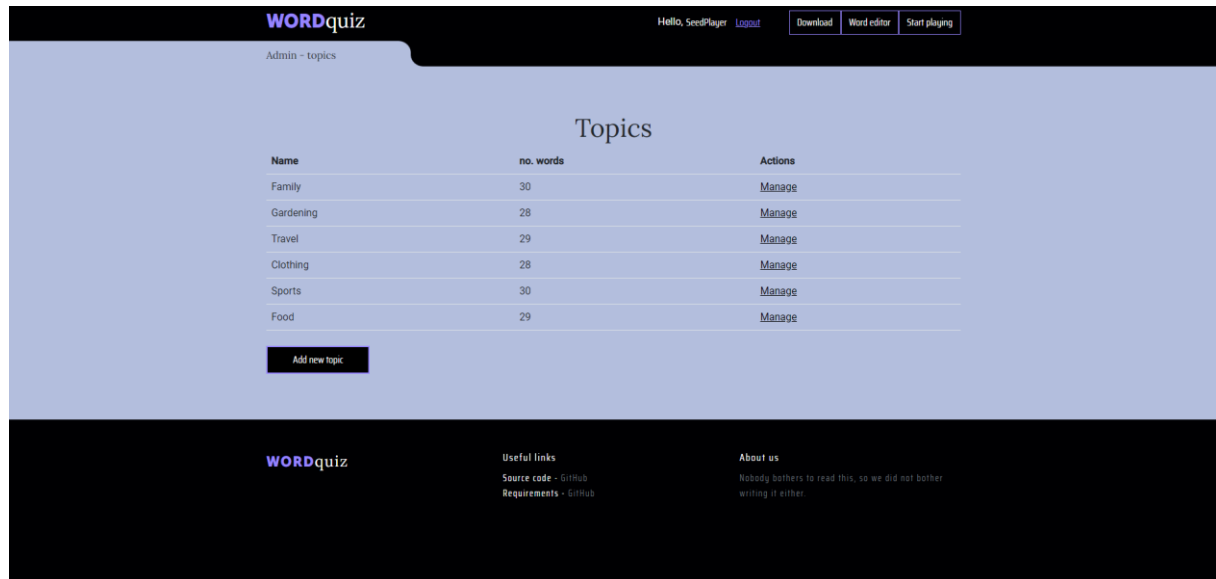 WORDquiz
Hello, SeedPlayer Logout Download Word editor Start playing
Admin - topics
Topics
Name no. words Actions
Family 30 Manage
Gardening 28 Manage
Travel 29 Manage
Clothing 28 Manage
Sports 30 Manage
Food 29 Manage
Add new topic
WORDquiz
Useful links
Source code - GitHub
Requirements - GitHub
About us
Nobody bothers to read this, so we did not bother
writing it either.